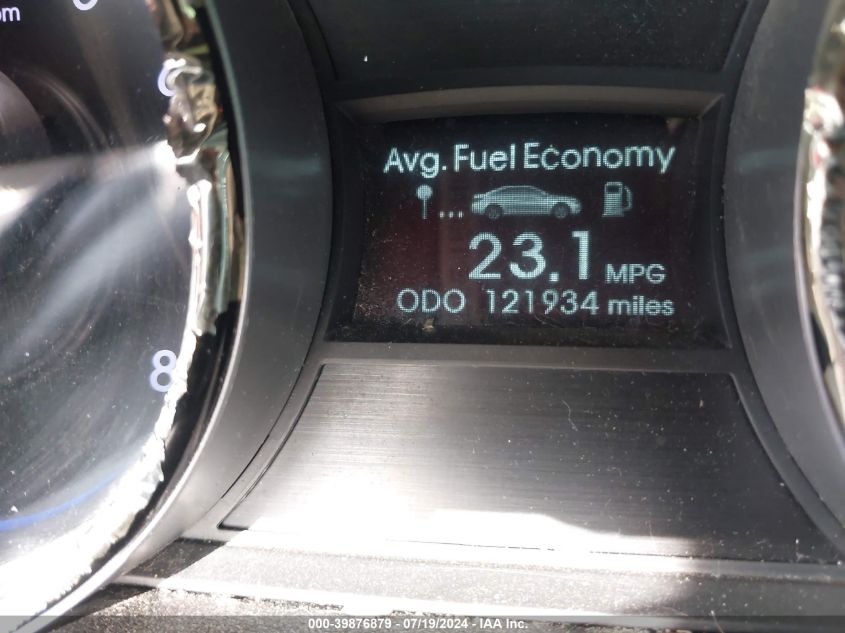 Avg. Fuel Economy
23.1 MPG
ODO 121934 miles
8
000-39876879 - 07/19/2024 - IAA Inc.